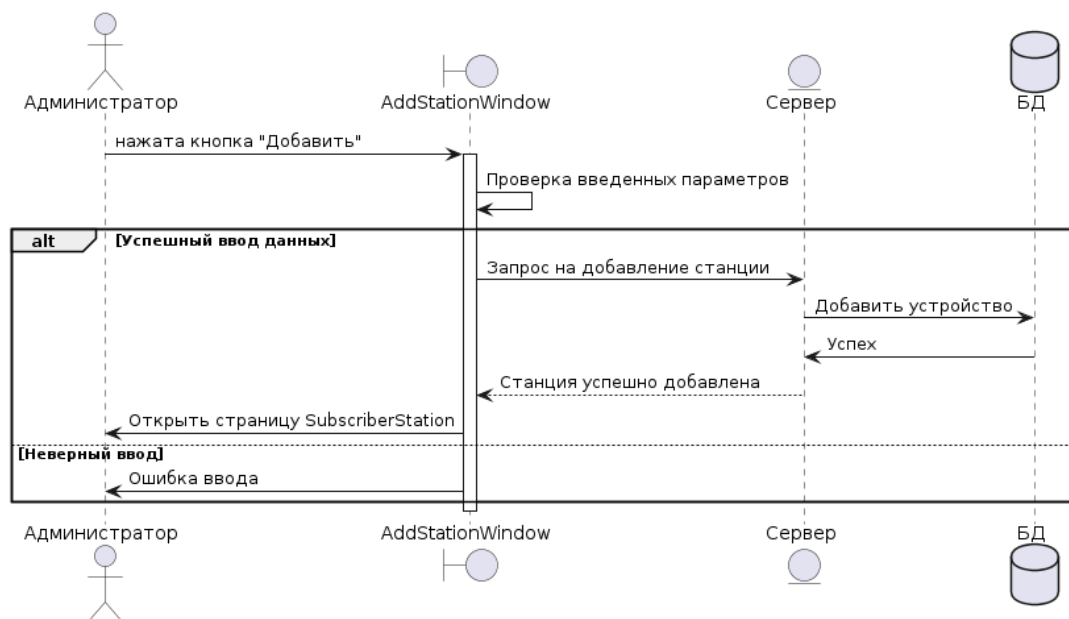 Администратор
AddStationWindow
Сервер
БД
нажата кнопка "Добавить"
Проверка введенных параметров
alt
[Успешный ввод данных]
Запрос на добавление станции
Добавить устройство
Успех
Станция успешно добавлена
Открыть страницу SubscriberStation
[Неверный ввод]
Ошибка ввода
Администратор
AddStationWindow
Сервер
БД